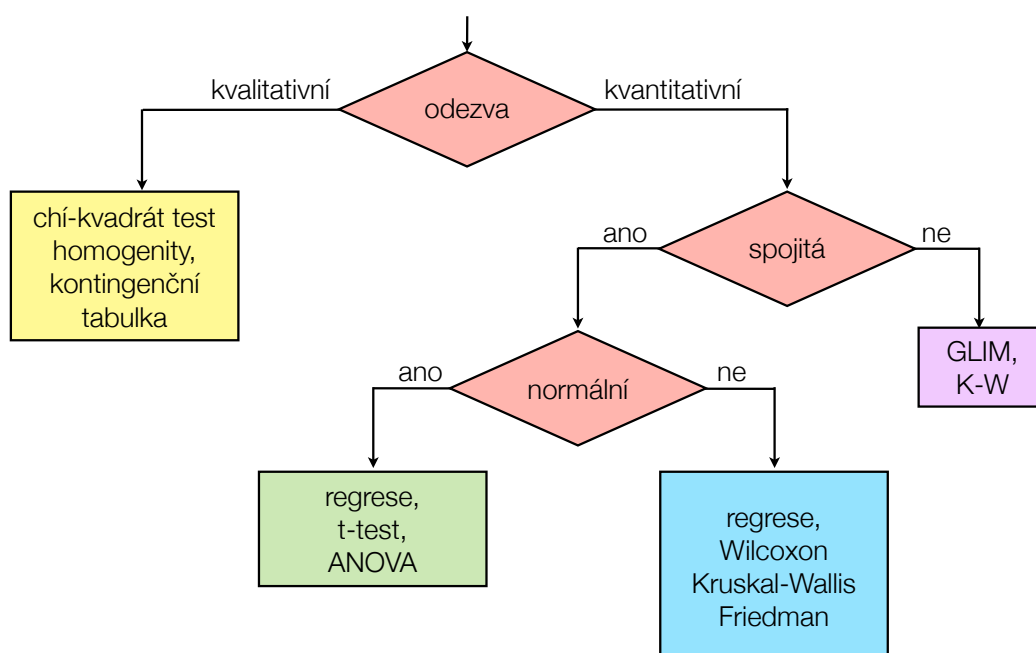 kvalitativní
odezva
kvantitativní
chí-kvadrát test
homogenity,
kontingenční
tabulka
ano
spojitá
ne
GLIM,
K-W
ano
normální
ne
regrese,
t-test,
ANOVA
regrese,
Wilcoxon
Kruskal-Wallis
Friedman